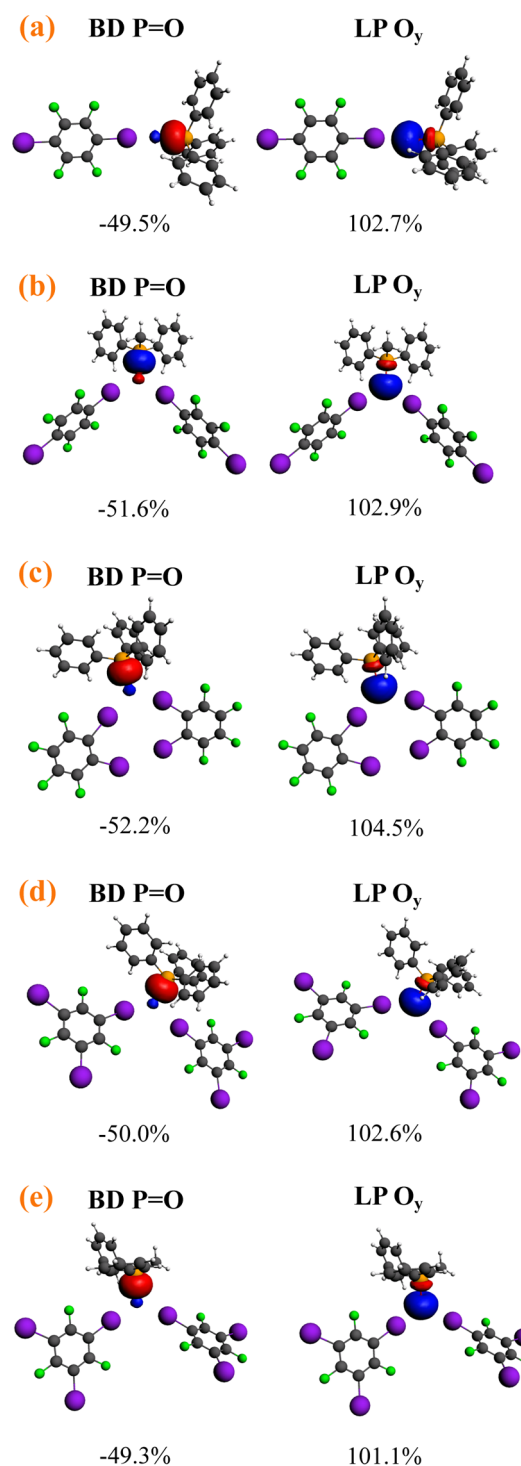 (a) BD P=O LP Oy
-49.5% 102.7%
(b) BD P=O LP Oy
-51.6% 102.9%
(c) BD P=O LP Oy
-52.2% 104.5%
(d) BD P=O LP Oy
-50.0% 102.6%
(e) BD P=O LP Oy
-49.3% 101.1%